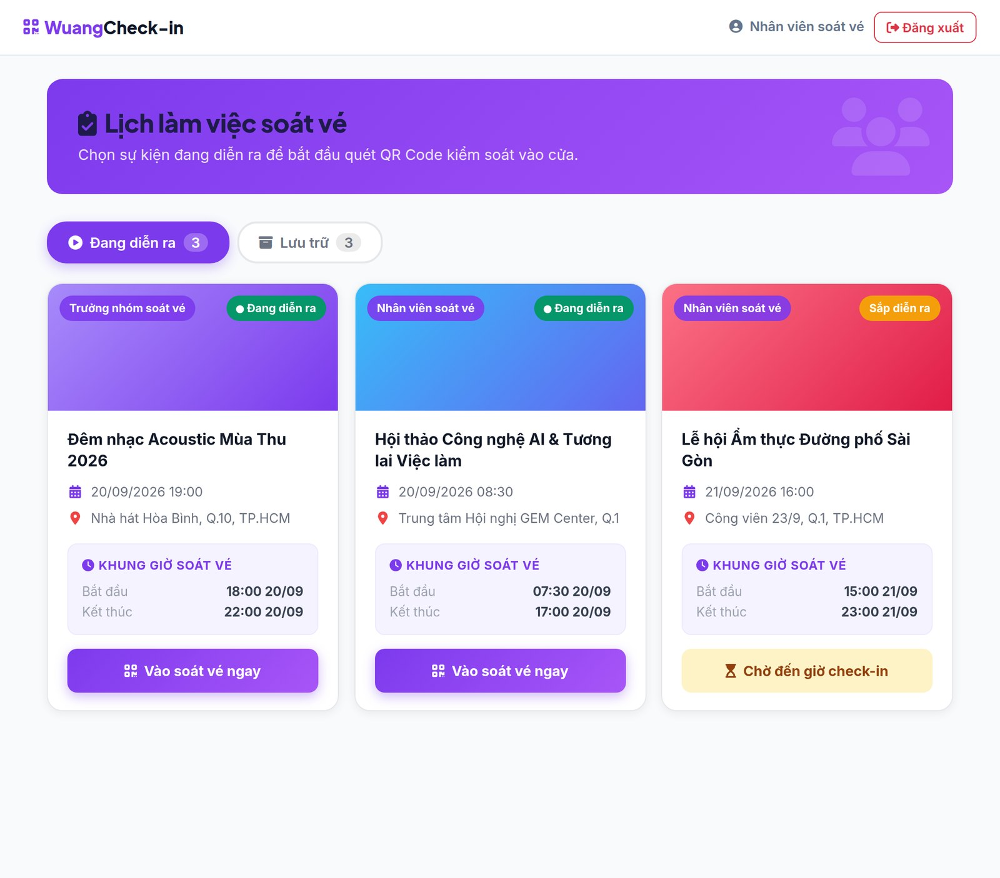 WuangCheck-in
Nhân viên soát vé
Đăng xuất
Lịch làm việc soát vé
Chọn sự kiện đang diễn ra để bắt đầu quét QR Code kiểm soát vào cửa.
Đang diễn ra 3
Lưu trữ 3
Trưởng nhóm soát vé
Đang diễn ra
Đêm nhạc Acoustic Mùa Thu
2026
20/09/2026 19:00
Nhà hát Hòa Bình, Q.10, TP.HCM
KHUNG GIỜ SOÁT VÉ
Bắt đầu 18:00 20/09
Kết thúc 22:00 20/09
Vào soát vé ngay
Nhân viên soát vé
Đang diễn ra
Hội thảo Công nghệ AI & Tương
lai Việc làm
20/09/2026 08:30
Trung tâm Hội nghị GEM Center, Q.1
KHUNG GIỜ SOÁT VÉ
Bắt đầu 07:30 20/09
Kết thúc 17:00 20/09
Vào soát vé ngay
Nhân viên soát vé
Sắp diễn ra
Lễ hội Ẩm thực Đường phố Sài
Gòn
21/09/2026 16:00
Công viên 23/9, Q.1, TP.HCM
KHUNG GIỜ SOÁT VÉ
Bắt đầu 15:00 21/09
Kết thúc 23:00 21/09
Chờ đến giờ check-in